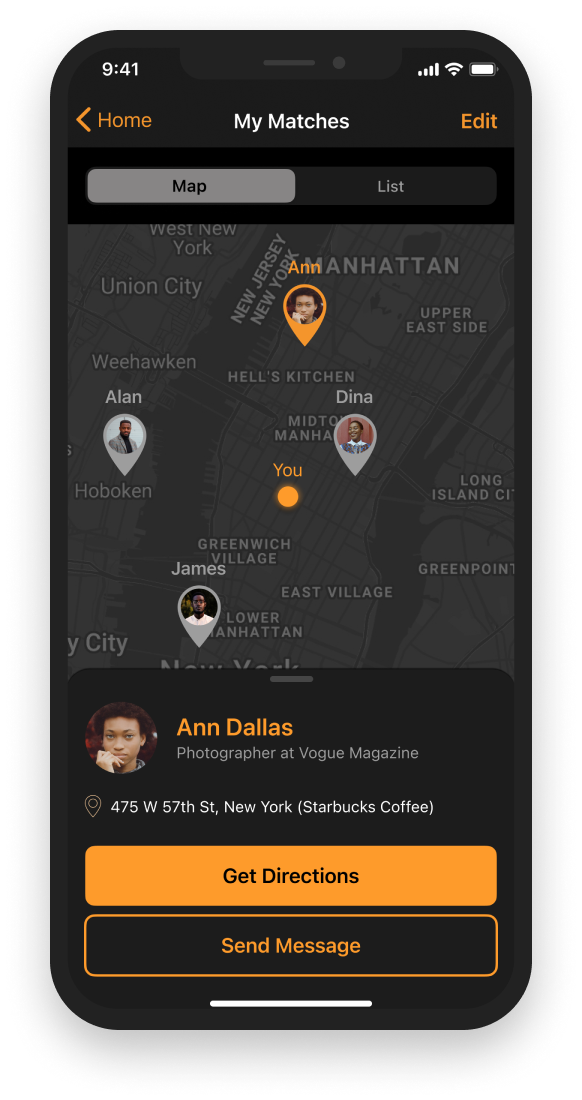 9:41
Home
My Matches
Edit
Map
List
West New
York
NEW JERSEY
NEW YORK
Ann
MANHATTAN
Union City
UPPER
EAST SIDE
Weehawken
HELL'S KITCHEN
Alan
Dina
MIDTO
MANHA
You
Hoboken
LONG
ISLAND CIT
GREENWICH
VILLAGE
James
GREENPOINT
EAST VILLAGE
LOWER
MANHATTAN
y City
New York
Ann Dallas
Photographer at Vogue Magazine
475 W 57th St, New York (Starbucks Coffee)
Get Directions
Send Message